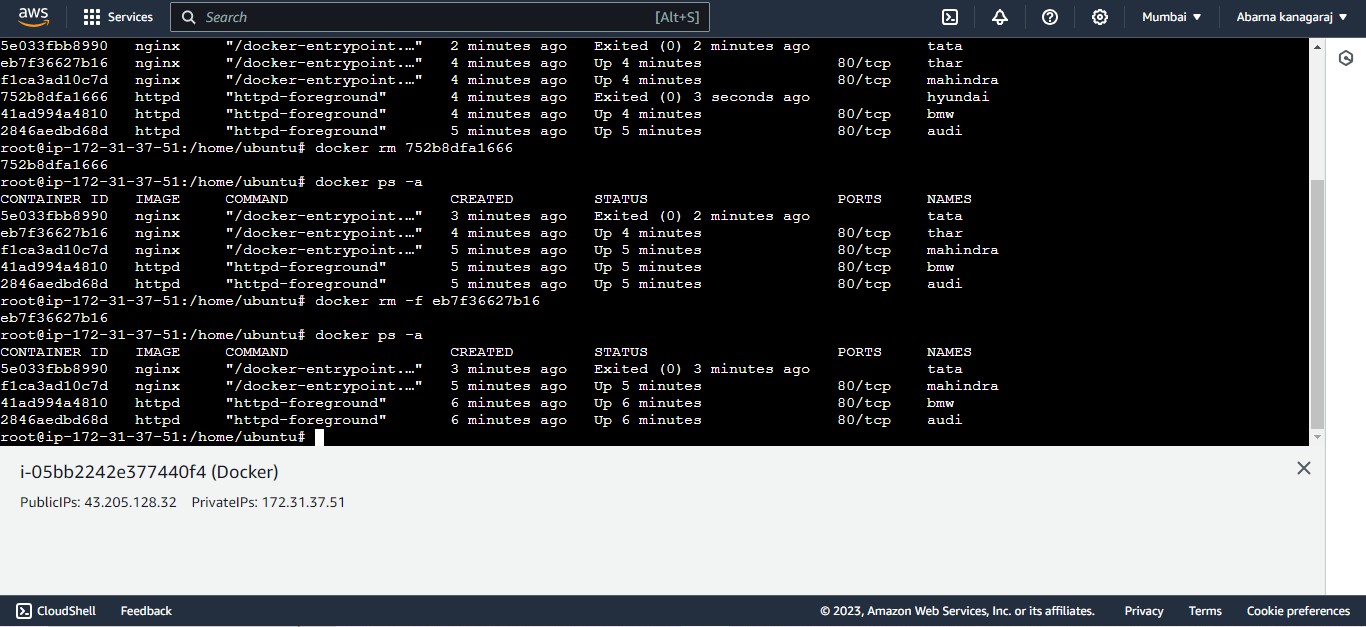 aws Services Search [Alt+S] Mumbai ▼ Abarna kanagaraj ▼
5e033fbb8990 nginx "/docker-entrypoint.…" 2 minutes ago Exited (0) 2 minutes ago tata
eb7f36627b16 nginx "/docker-entrypoint.…" 4 minutes ago Up 4 minutes 80/tcp thar
f1ca3ad10c7d nginx "/docker-entrypoint.…" 4 minutes ago Up 4 minutes 80/tcp mahindra
752b8dfa1666 httpd "httpd-foreground" 4 minutes ago Exited (0) 3 seconds ago hyundai
41ad994a4810 httpd "httpd-foreground" 4 minutes ago Up 4 minutes 80/tcp bmw
2846aedbd68d httpd "httpd-foreground" 5 minutes ago Up 5 minutes 80/tcp audi
root@ip-172-31-37-51:/home/ubuntu# docker rm 752b8dfa1666
752b8dfa1666
root@ip-172-31-37-51:/home/ubuntu# docker ps -a
CONTAINER ID IMAGE COMMAND CREATED STATUS PORTS NAMES
5e033fbb8990 nginx "/docker-entrypoint.…" 3 minutes ago Exited (0) 2 minutes ago tata
eb7f36627b16 nginx "/docker-entrypoint.…" 4 minutes ago Up 4 minutes 80/tcp thar
f1ca3ad10c7d nginx "/docker-entrypoint.…" 5 minutes ago Up 5 minutes 80/tcp mahindra
41ad994a4810 httpd "httpd-foreground" 5 minutes ago Up 5 minutes 80/tcp bmw
2846aedbd68d httpd "httpd-foreground" 5 minutes ago Up 5 minutes 80/tcp audi
root@ip-172-31-37-51:/home/ubuntu# docker rm -f eb7f36627b16
eb7f36627b16
root@ip-172-31-37-51:/home/ubuntu# docker ps -a
CONTAINER ID IMAGE COMMAND CREATED STATUS PORTS NAMES
5e033fbb8990 nginx "/docker-entrypoint.…" 3 minutes ago Exited (0) 3 minutes ago tata
f1ca3ad10c7d nginx "/docker-entrypoint.…" 5 minutes ago Up 5 minutes 80/tcp mahindra
41ad994a4810 httpd "httpd-foreground" 6 minutes ago Up 6 minutes 80/tcp bmw
2846aedbd68d httpd "httpd-foreground" 6 minutes ago Up 6 minutes 80/tcp audi
root@ip-172-31-37-51:/home/ubuntu#
i-05bb2242e377440f4 (Docker)
PublicIPs: 43.205.128.32 PrivateIPs: 172.31.37.51
CloudShell Feedback © 2023, Amazon Web Services, Inc. or its affiliates. Privacy Terms Cookie preferences